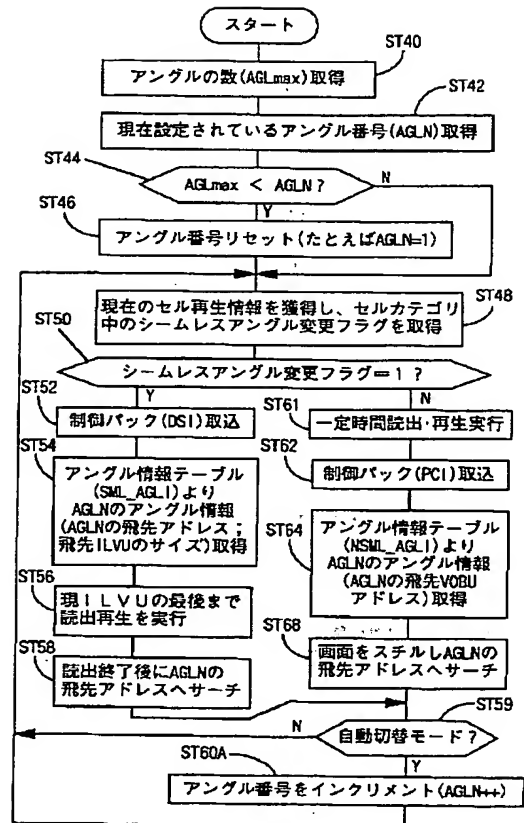 スタート
ST40
アングルの数(AGLmax)取得
ST42
現在設定されているアングル番号(AGLN)取得
ST44
AGLmax < AGLN?
N
Y
ST46
アングル番号リセット(たとえばAGLN=1)
現在のセル再生情報を獲得し、セルカテゴリ
中のシームレスアングル変更フラグを取得
ST48
ST50
シームレスアングル変更フラグ=1?
Y
N
ST52
制御パック(DSI)取込
ST54
アングル情報テーブル
(SML_AGLI)より
AGLNのアングル情報
(AGLNの飛先アドレス;
飛先ILVUのサイズ)取得
ST56
現ILVUの最後まで
読出再生を実行
ST58
読出終了後にAGLNの
飛先アドレスへサーチ
ST61
一定時間読出・再生実行
ST62
制御パック(PCI)取込
ST64
アングル情報テーブル
(NSML_AGLI)より
AGLNのアングル情報
(AGLNの飛先VOBU
アドレス)取得
ST68
画面をスチルしAGLNの
飛先アドレスへサーチ
ST59
自動切替モード?
N
Y
ST60A
アングル番号をインクリメント(AGLN++)